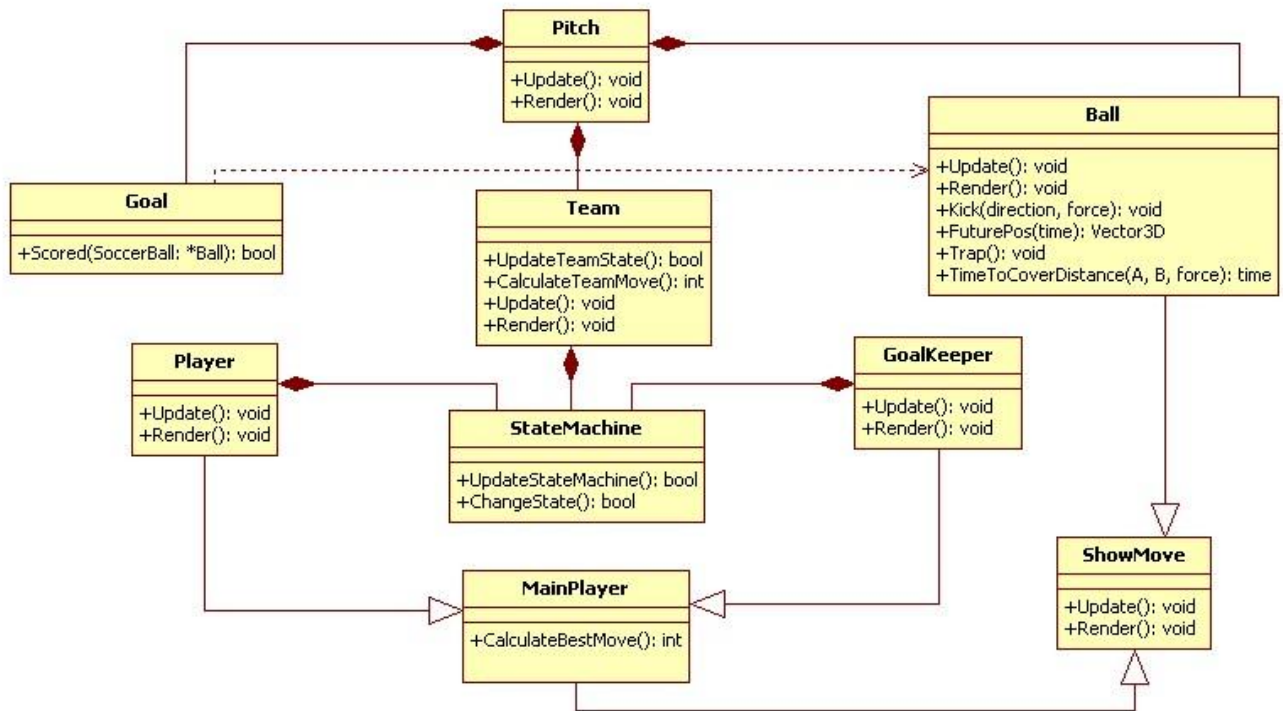 Pitch
+Update(): void
+Render(): void
Ball
+Update(): void
+Render(): void
+Kick(direction, force): void
+FuturePos(time): Vector3D
+Trap(): void
+TimeToCoverDistance(A, B, force): time
Goal
+Scored(SoccerBall: *Ball): bool
Team
+UpdateTeamState(): bool
+CalculateTeamMove(): int
+Update(): void
+Render(): void
Player
+Update(): void
+Render(): void
GoalKeeper
+Update(): void
+Render(): void
StateMachine
+UpdateStateMachine(): bool
+ChangeState(): bool
ShowMove
+Update(): void
+Render(): void
MainPlayer
+CalculateBestMove(): int